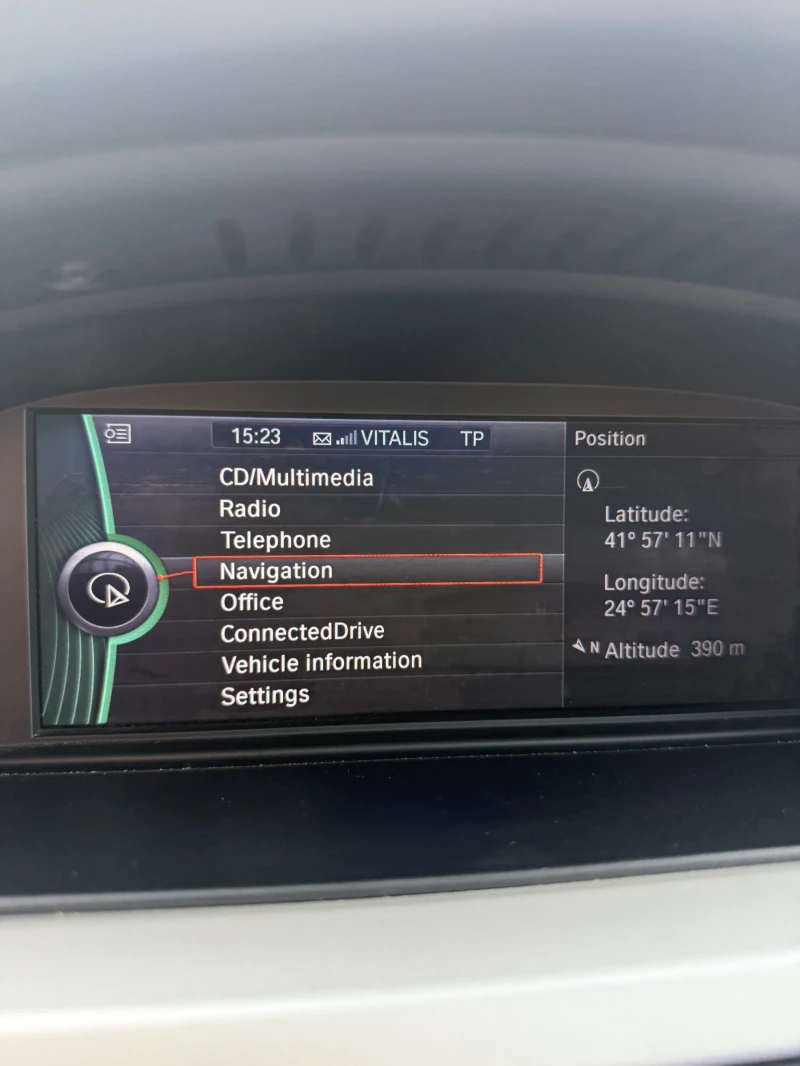 15:23 VITALIS TP
CD/Multimedia
Radio
Telephone
Navigation
Office
ConnectedDrive
Vehicle information
Settings
Position
Latitude:
41° 57' 11"N
Longitude:
24° 57' 15"E
N Altitude 390 m